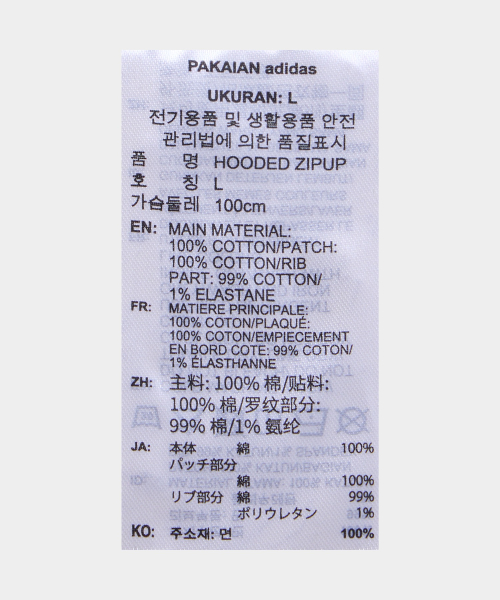 PAKAIAN adidas
UKURAN: L
전기용품 및 생활용품 안전
관리법에 의한 품질표시
품 명 HOODED ZIPUP
호 칭 L
가슴둘레 100cm
EN: MAIN MATERIAL:
100% COTTON/PATCH:
100% COTTON/RIB
PART: 99% COTTON/
1% ELASTANE
FR: MATIERE PRINCIPALE:
100% COTON/PLAQUÉ:
100% COTON/EMPIECEMENT
EN BORD COTE: 99% COTON/
1% ÉLASTHANNE
ZH: 主料: 100% 棉/贴料:
100% 棉/罗纹部分:
99% 棉/1% 氨纶
JA: 本体 綿 100%
パッチ部分
綿 100%
リブ部分 綿 99%
ポリウレタン 1%
KO: 주소재: 면 100%